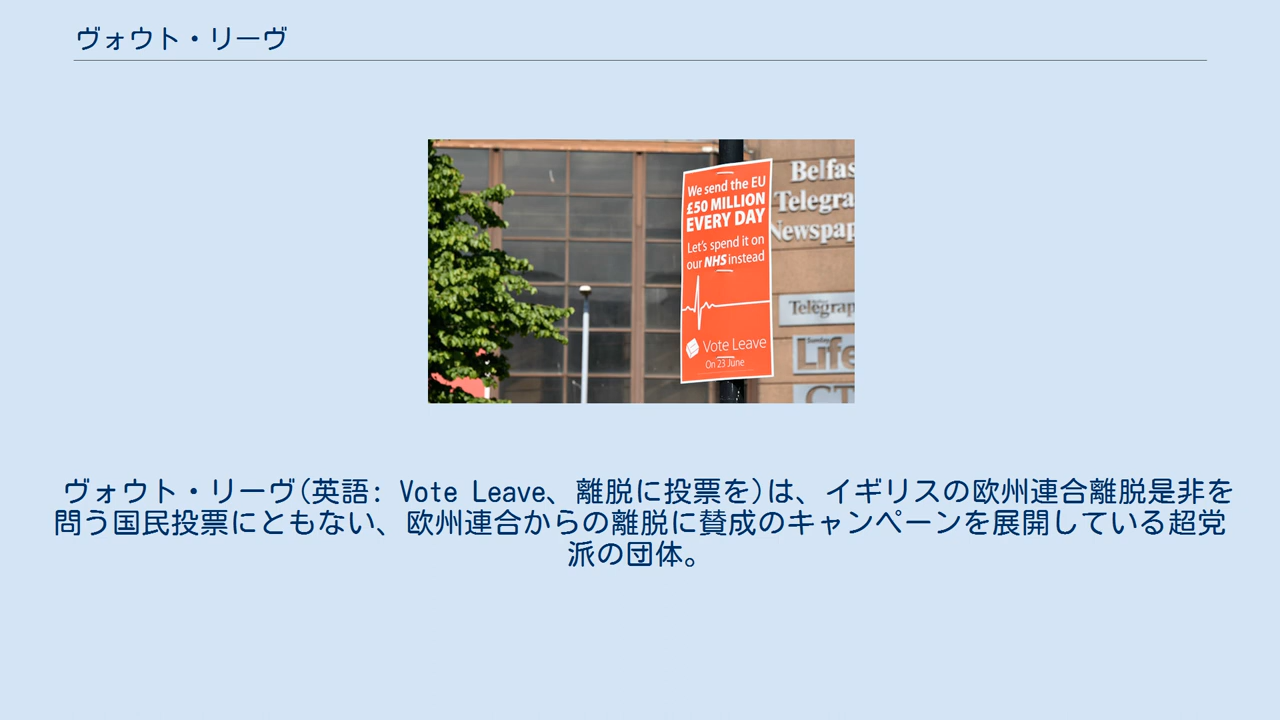 ヴォウト・リーヴ
We send the EU
£50 MILLION
EVERY DAY
Let's spend it on
our NHS instead
Vote Leave
On 23 June
Belfas
Telegra
Newspap
Telegrap
Sunday
Life
CT
ヴォウト・リーヴ(英語: Vote Leave、離脱に投票を)は、イギリスの欧州連合離脱是非を
問う国民投票にともない、欧州連合からの離脱に賛成のキャンペーンを展開している超党
派の団体。